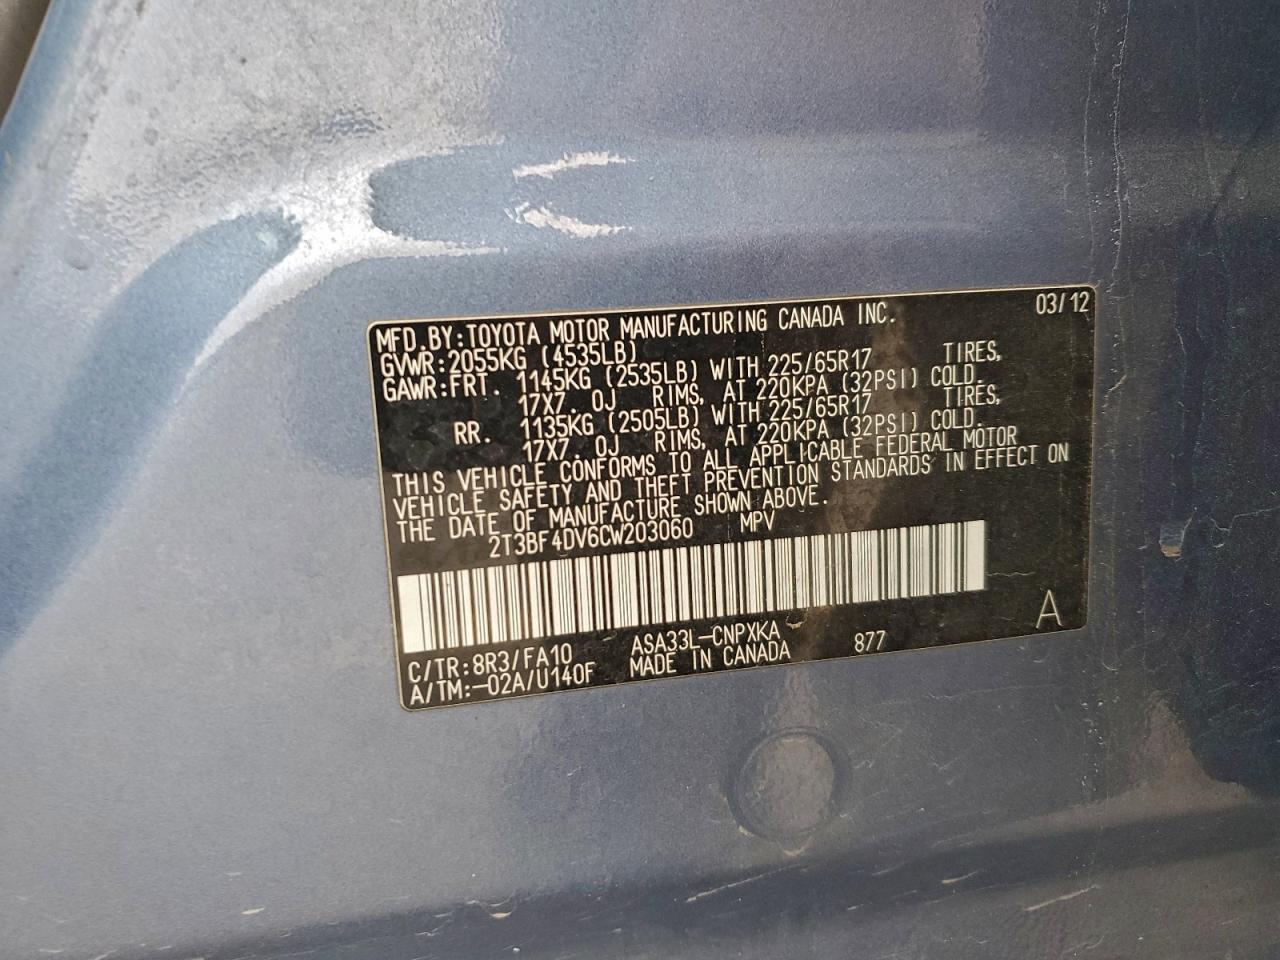 MFD.BY:TOYOTA MOTOR MANUFACTURING CANADA INC. 03/12
GVWR:2055KG (4535LB)
GAWR:FRT. 1145KG (2535LB) WITH 225/65R17 TIRES,
17X7.0J RIMS, AT 220KPA (32PSI) COLD.
RR. 1135KG (2505LB) WITH 225/65R17 TIRES,
17X7.0J RIMS, AT 220KPA (32PSI) COLD.
THIS VEHICLE CONFORMS TO ALL APPLICABLE FEDERAL MOTOR
VEHICLE SAFETY AND THEFT PREVENTION STANDARDS IN EFFECT ON
THE DATE OF MANUFACTURE SHOWN ABOVE.
2T3BF4DV6CW203060 MPV
C/TR:8R3/FA10 ASA33L-CNPXKA 877 A
A/TM:-02A/U140F MADE IN CANADA